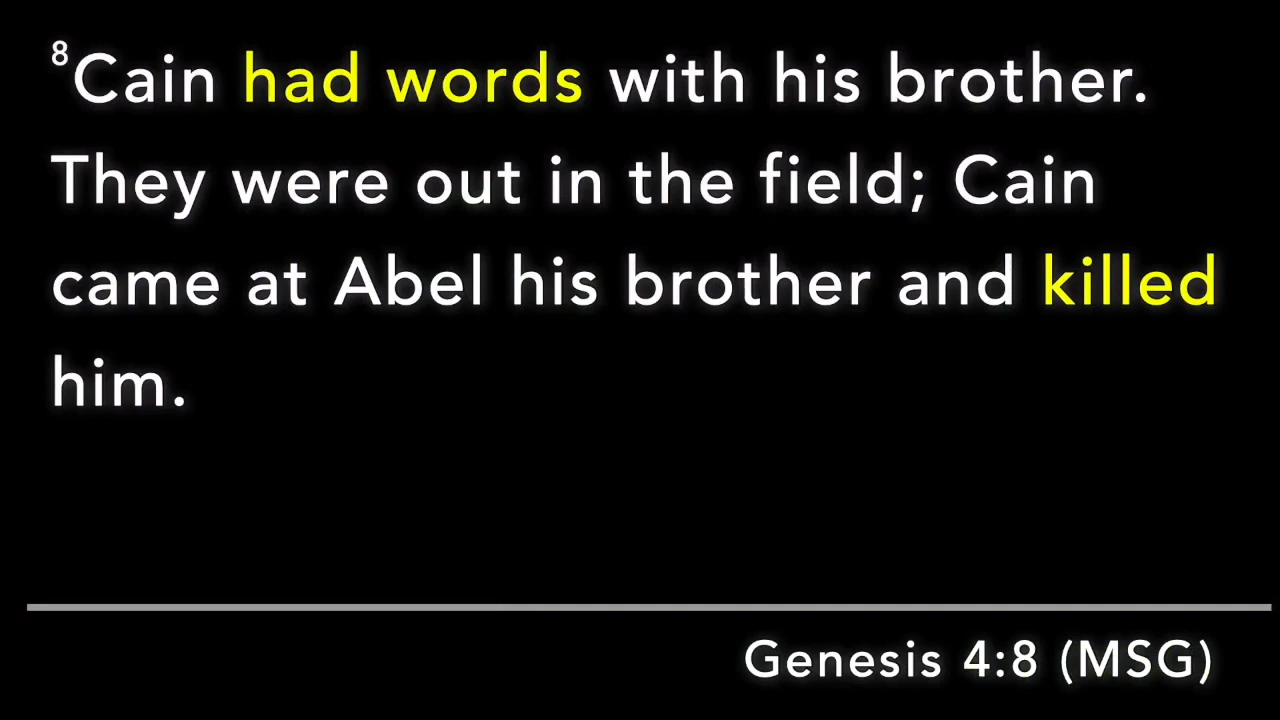 8Cain had words with his brother.
They were out in the field; Cain
came at Abel his brother and killed
him.
Genesis 4:8 (MSG)